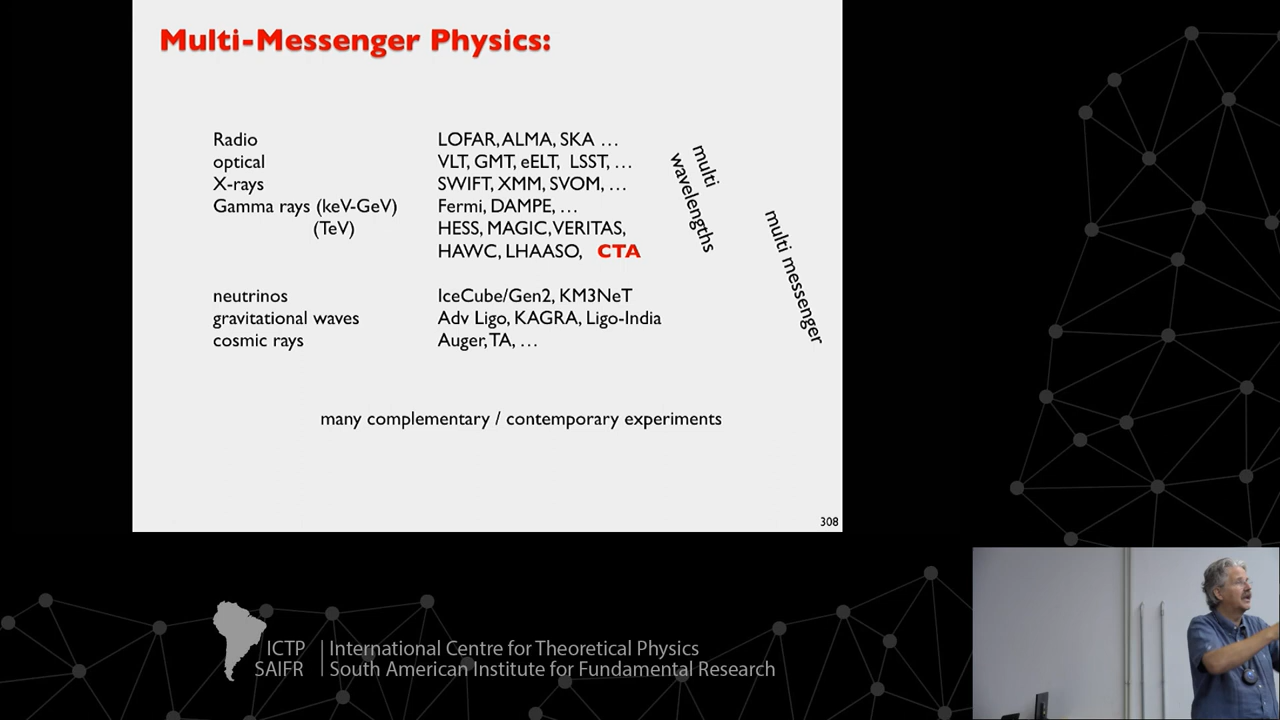 Multi-Messenger Physics:
Radio LOFAR, ALMA, SKA …
optical VLT, GMT, eELT, LSST, …
X-rays SWIFT, XMM, SVOM, …
Gamma rays (keV-GeV) Fermi, DAMPE, …
(TeV) HESS, MAGIC, VERITAS,
HAWC, LHAASO, CTA
multi
wavelengths
multi messenger
neutrinos IceCube/Gen2, KM3NeT
gravitational waves Adv Ligo, KAGRA, Ligo-India
cosmic rays Auger, TA, …
many complementary / contemporary experiments
308
ICTP International Centre for Theoretical Physics
SAIFR South American Institute for Fundamental Research